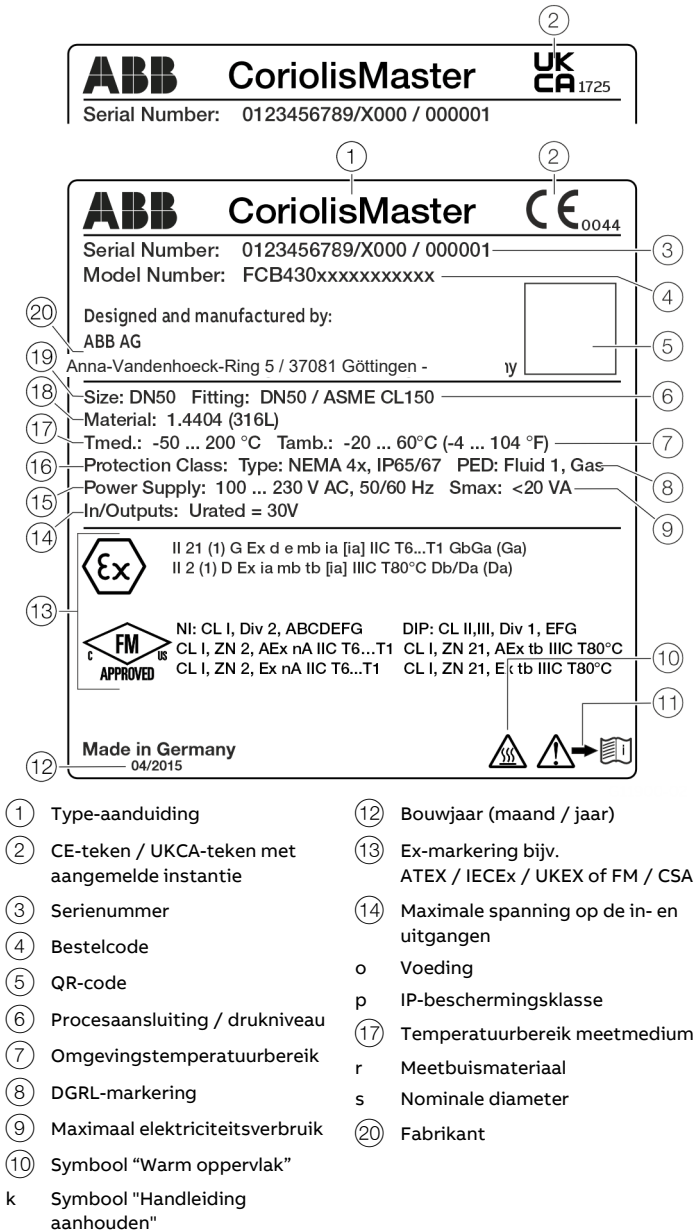 2
ABB CoriolisMaster UK CA 1725
Serial Number: 0123456789/X000 / 000001
1 2
ABB CoriolisMaster CE 0044
Serial Number: 0123456789/X000 / 000001 3
Model Number: FCB430xxxxxxxxxxx 4
Designed and manufactured by:
20 ABB AG 5
19 Anna-Vandenhoeck-Ring 5 / 37081 Göttingen - ny
Size: DN50 Fitting: DN50 / ASME CL150 6
18 Material: 1.4404 (316L)
17 Tmed.: -50 ... 200 °C Tamb.: -20 ... 60°C (-4 ... 104 °F) 7
16 Protection Class: Type: NEMA 4x, IP65/67 PED: Fluid 1, Gas 8
15 Power Supply: 100 ... 230 V AC, 50/60 Hz Smax: <20 VA 9
14 In/Outputs: Urated = 30V
Ex II 21 (1) G Ex d e mb ia [ia] IIC T6...T1 GbGa (Ga)
II 2 (1) D Ex ia mb tb [ia] IIIC T80°C Db/Da (Da)
13
NI: CL I, Div 2, ABCDEFG DIP: CL II,III, Div 1, EFG
C FM US CL I, ZN 2, AEx nA IIC T6...T1 CL I, ZN 21, AEx tb IIIC T80°C 10
APPROVED CL I, ZN 2, Ex nA IIC T6...T1 CL I, ZN 21, Ex tb IIIC T80°C
11
Made in Germany
12 04/2015 i
1 Type-aanduiding
2 CE-teken / UKCA-teken met
aangemelde instantie
3 Serienummer
4 Bestelcode
5 QR-code
6 Procesaansluiting / drukniveau
7 Omgevingstemperatuurbereik
8 DGRL-markering
9 Maximaal elektriciteitsverbruik
10 Symbool “Warm oppervlak”
k Symbool "Handleiding
aanhouden"
12 Bouwjaar (maand / jaar)
13 Ex-markering bijv.
ATEX / IECEx / UKEX of FM / CSA
14 Maximale spanning op de in- en
uitgangen
o Voeding
p IP-beschermingsklasse
17 Temperatuurbereik meetmedium
r Meetbuismateriaal
s Nominale diameter
20 Fabrikant